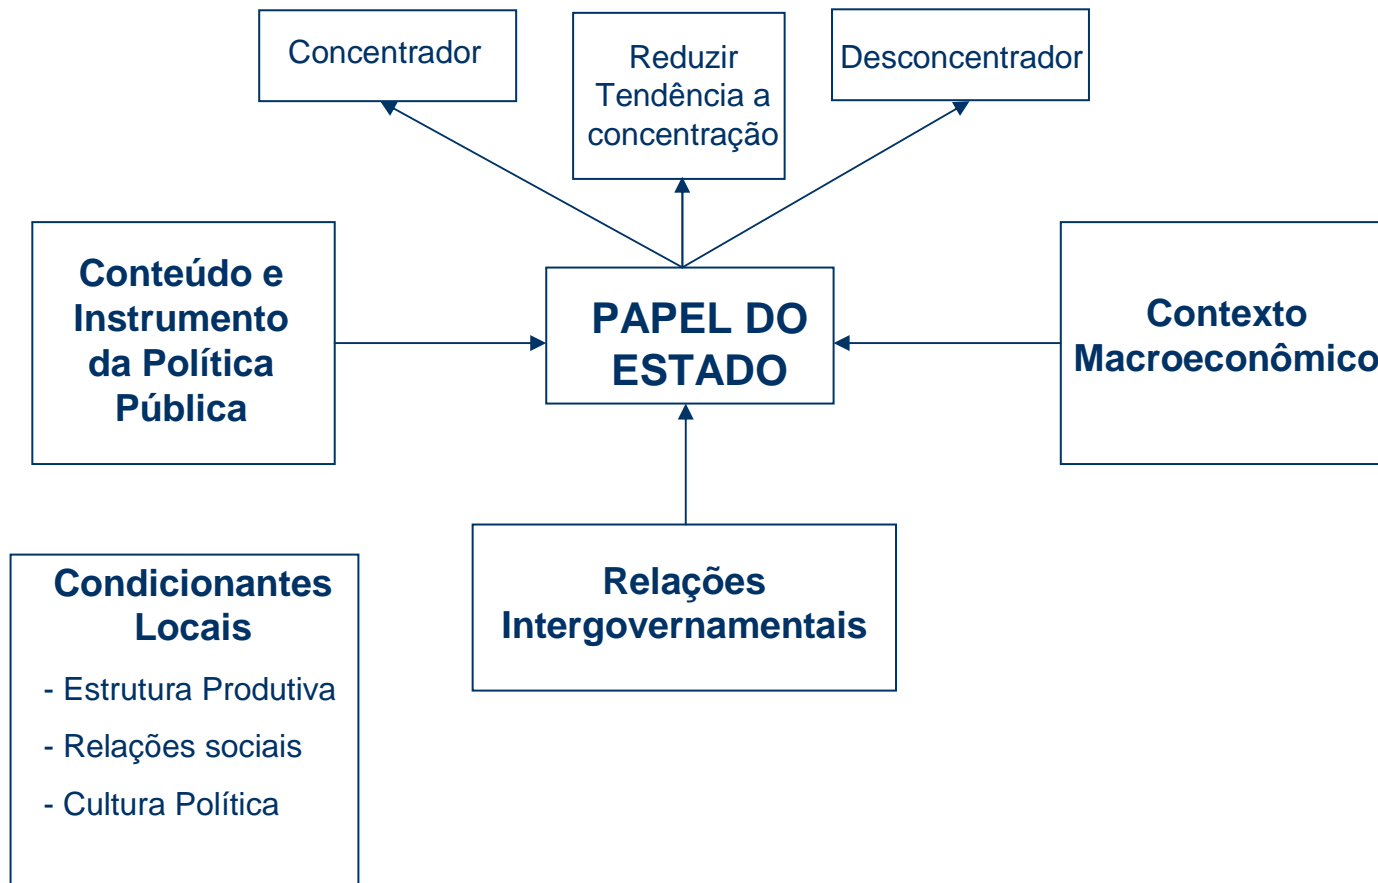 Concentrador
Reduzir
Tendência a
concentração
Desconcentrador
Conteúdo e
Instrumento
da Política
Pública
PAPEL DO
ESTADO
Contexto
Macroeconômico
Condicionantes
Locais
- Estrutura Produtiva
- Relações sociais
- Cultura Política
Relações
Intergovernamentais